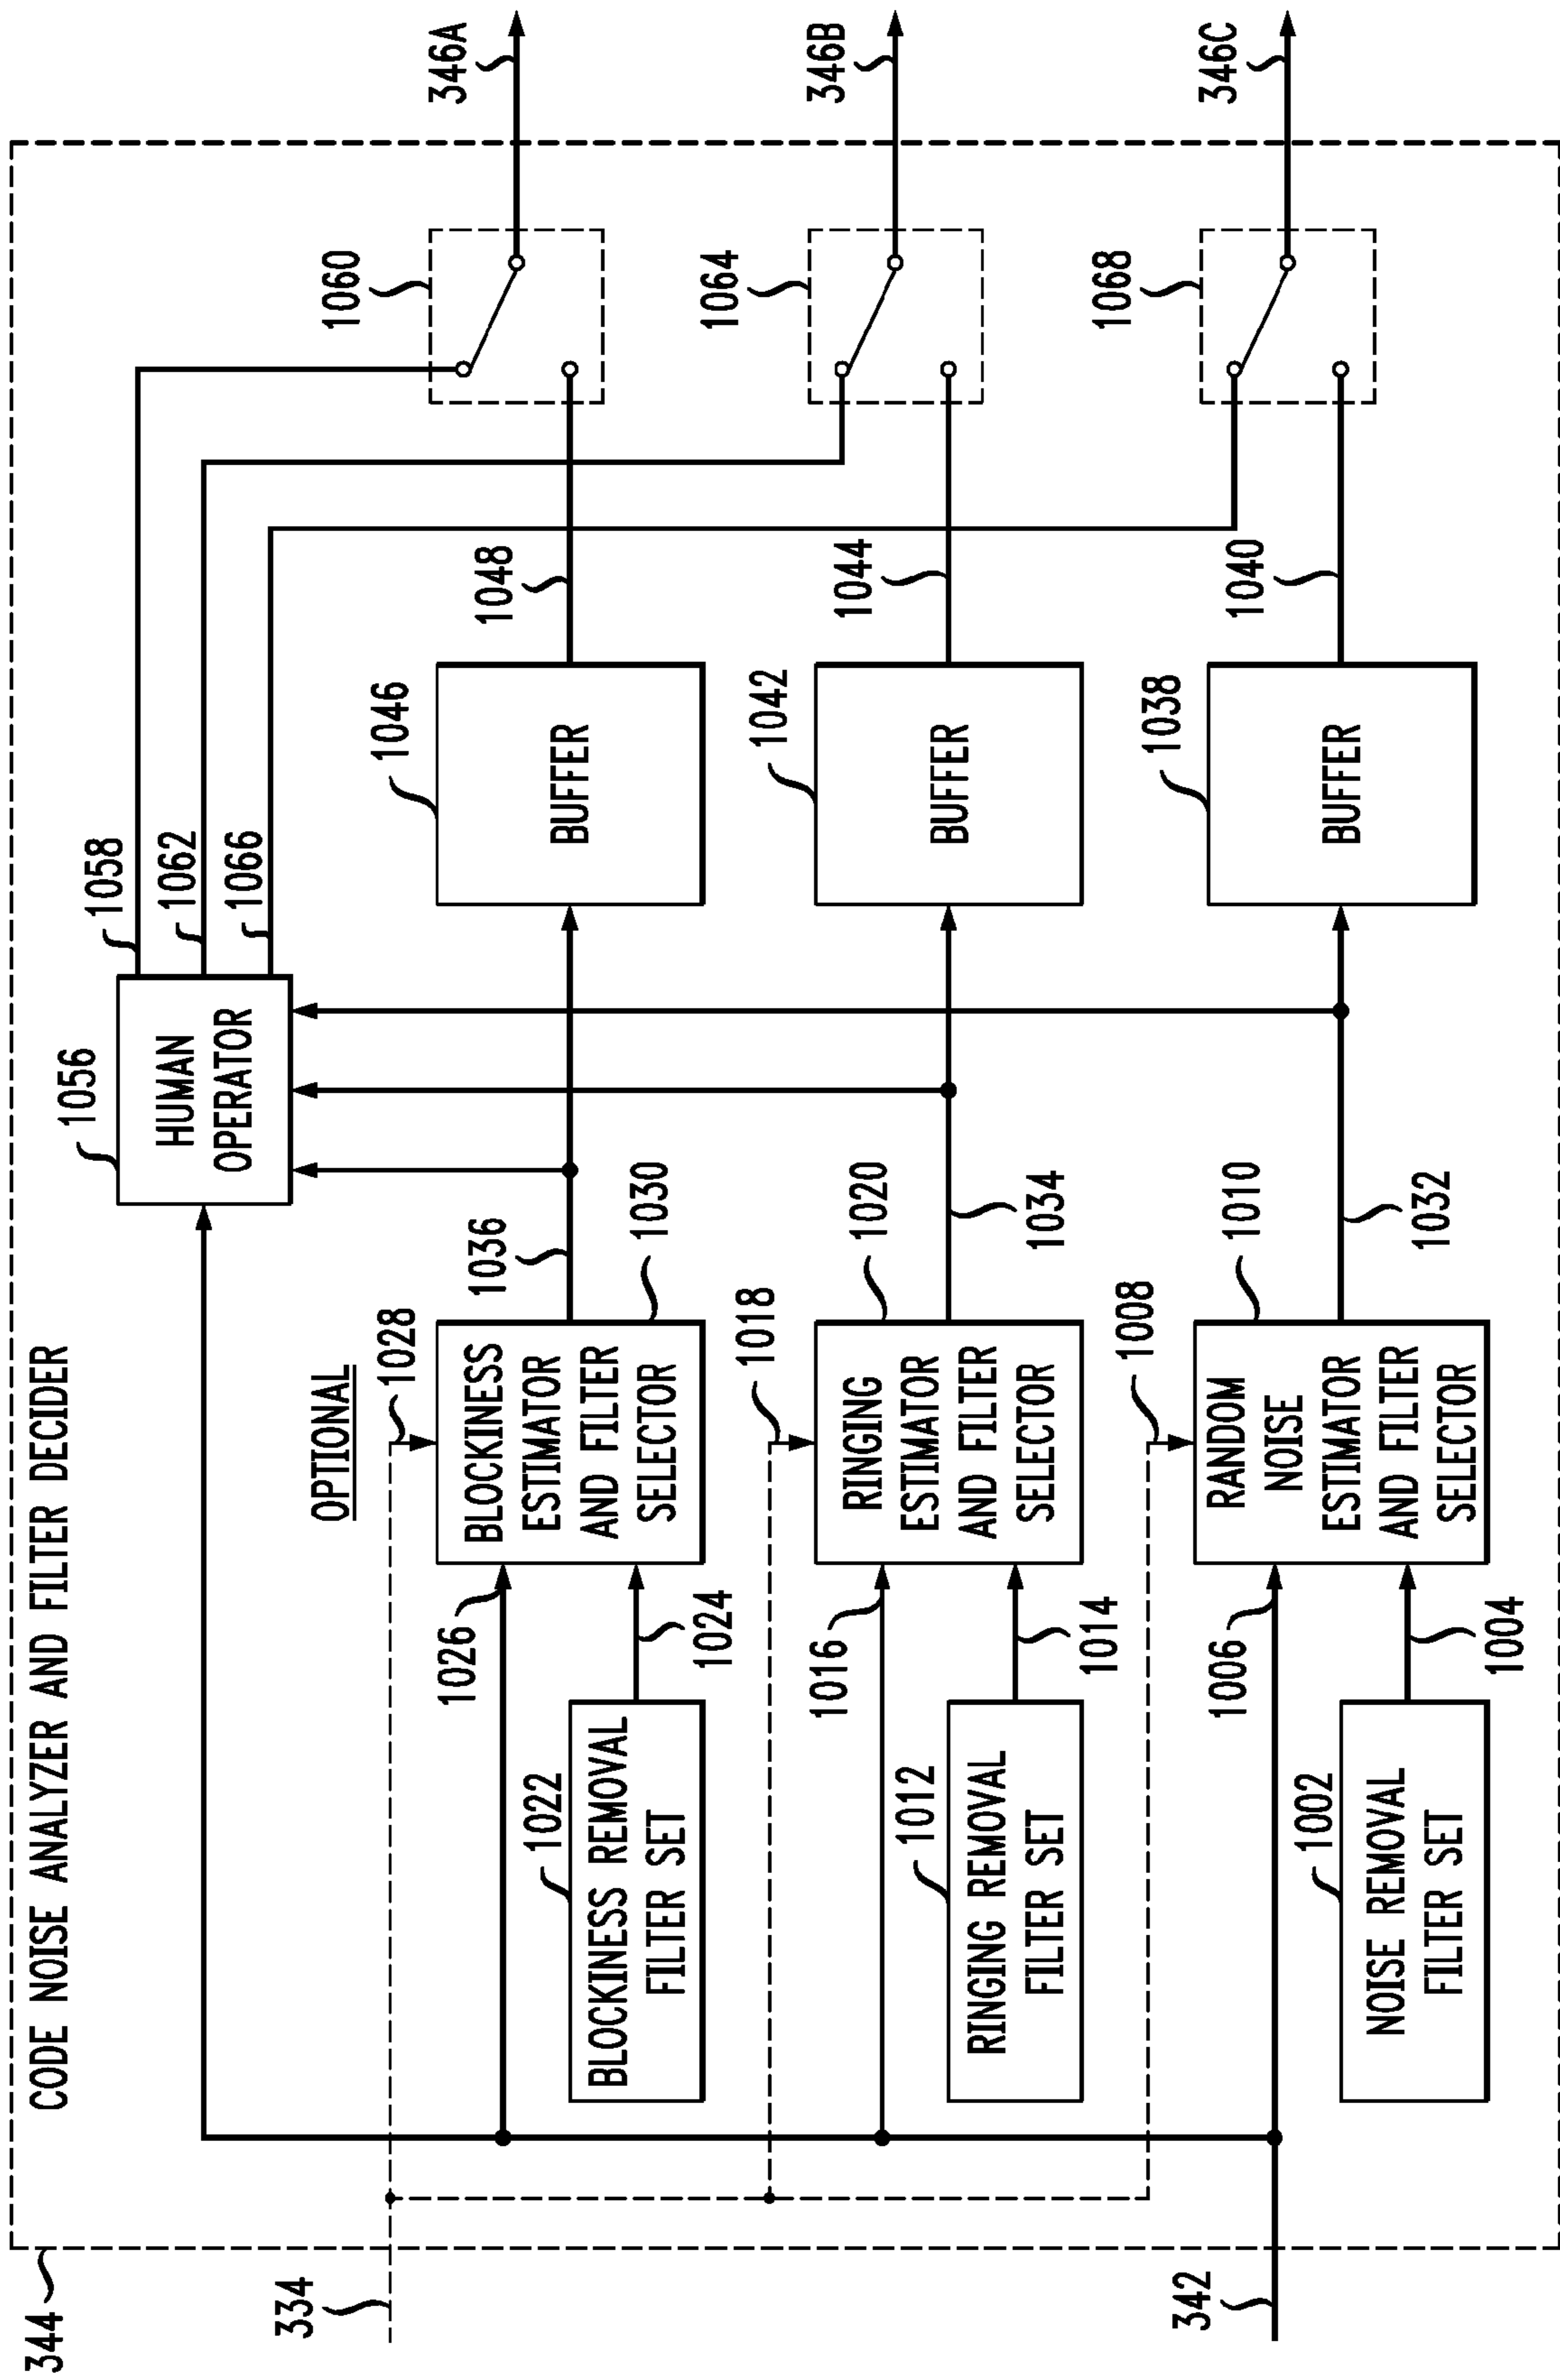 344
CODE NOISE ANALYZER AND FILTER DECIDER
1056
HUMAN
OPERATOR
1058
1062
1066
334
OPTIONAL
1028
1060
346A
1026
BLOCKINESS
ESTIMATOR
AND FILTER
SELECTOR
1030
1036
1046
BUFFER
1048
1022
BLOCKINESS REMOVAL
FILTER SET
1024
1018
1064
346B
1016
RINGING
ESTIMATOR
AND FILTER
SELECTOR
1020
1034
1042
BUFFER
1044
1012
RINGING REMOVAL
FILTER SET
1014
1008
1068
346C
342
1006
RANDOM
NOISE
ESTIMATOR
AND FILTER
SELECTOR
1010
1032
1038
BUFFER
1040
1002
NOISE REMOVAL
FILTER SET
1004